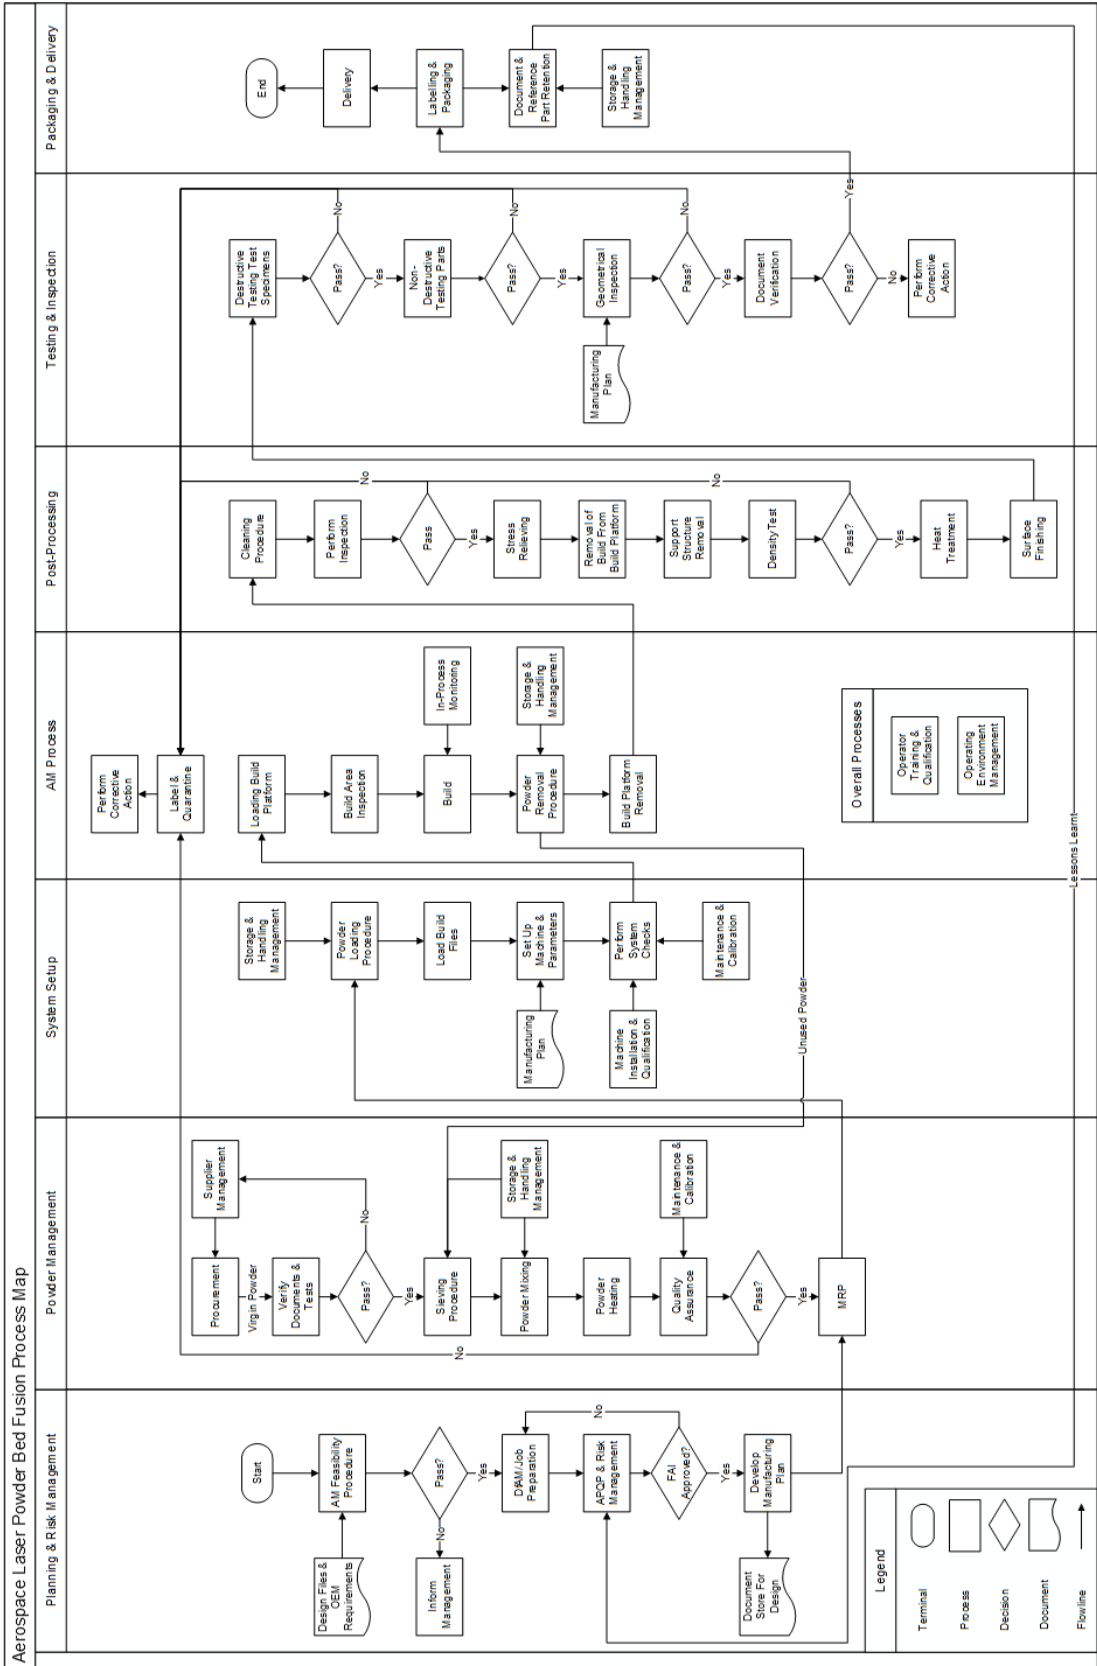 Aerospace Laser Powder Bed Fusion Process Map
Planning & Risk Management
Start
Design Files &
OEM
Requirements
AM Feasibility
Procedure
Pass?
No
Inform
Management
Yes
DfAM/Job
Preparation
APQP & Risk
Management
No
FAI
Approved?
Yes
Develop
Manufacturing
Plan
Document
Store For
Design
Legend
Terminal
Process
Decision
Document
Flowline
Powder Management
Supplier
Management
Procurement
Virgin Powder
Verify
Documents &
Tests
Pass?
No
Yes
Sieving
Procedure
Storage &
Handling
Management
Powder Mixing
Powder
Heating
Maintenance &
Calibration
Quality
Assurance
Pass?
No
Yes
MRP
System Setup
Storage &
Handling
Management
Powder
Loading
Procedure
Load Build
Files
Set Up
Machine &
Parameters
Manufacturing
Plan
Perform
System
Checks
Machine
Installation &
Qualification
Maintenance &
Calibration
Unused Powder
AM Process
Perform
Corrective
Action
Label &
Quarantine
Loading Build
Platform
Build Area
Inspection
In-Process
Monitoring
Build
Storage &
Handling
Management
Powder
Removal
Procedure
Build Platform
Removal
Overall Processes
Operator
Training &
Qualification
Operating
Environment
Management
Lessons Learnt
Post-Processing
Cleaning
Procedure
Perform
Inspection
Pass
No
Yes
Stress
Relieving
Removal of
Build From
Build Platform
Support
Structure
Removal
Density Test
Pass?
No
Yes
Heat
Treatment
Surface
Finishing
Testing & Inspection
Destructive
Testing Test
Specimens
Pass?
No
Yes
Non-
Destructive
Testing Parts
Pass?
No
Yes
Manufacturing
Plan
Geometrical
Inspection
Pass?
No
Yes
Document
Verification
Pass?
Yes
No
Perform
Corrective
Action
Packaging & Delivery
End
Delivery
Labelling &
Packaging
Document &
Reference
Part Retention
Storage &
Handling
Management